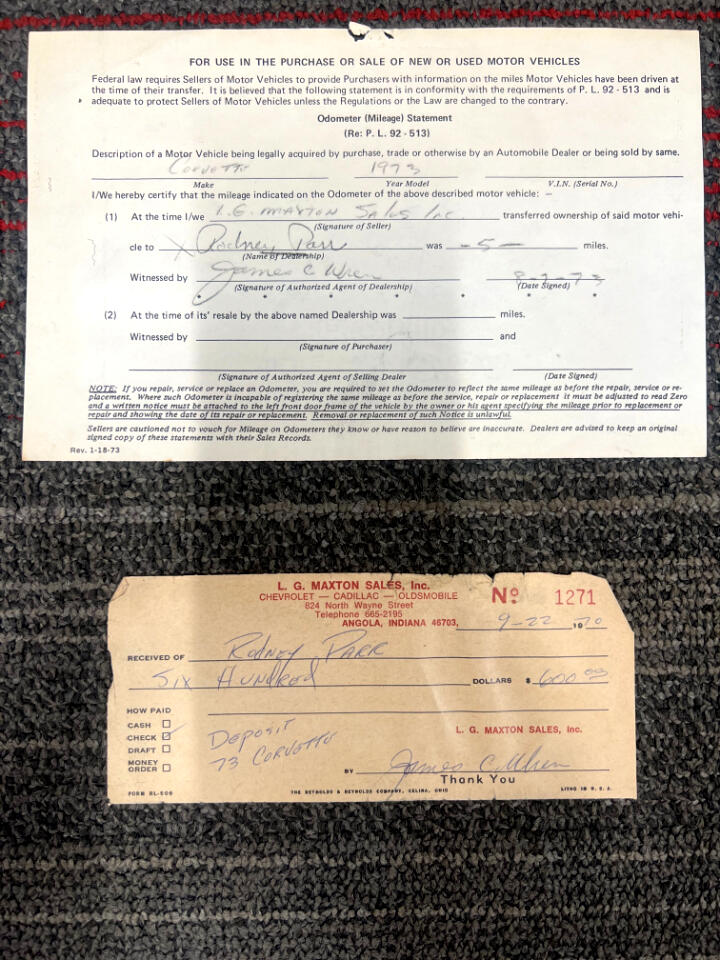 FOR USE IN THE PURCHASE OR SALE OF NEW OR USED MOTOR VEHICLES
Federal law requires Sellers of Motor Vehicles to provide Purchasers with information on the miles Motor Vehicles have been driven at
the time of their transfer. It is believed that the following statement is in conformity with the requirements of P. L. 92 - 513 and is
adequate to protect Sellers of Motor Vehicles unless the Regulations or the Law are changed to the contrary.
Odometer (Mileage) Statement
(Re: P. L. 92 - 513)
Description of a Motor Vehicle being legally acquired by purchase, trade or otherwise by an Automobile Dealer or being sold by same.
Corvette 1973
Make Year Model V.I.N. (Serial No.)
I/We hereby certify that the mileage indicated on the Odometer of the above described motor vehicle: –
(1) At the time I/we L.G. MAXTON SALES INC. transferred ownership of said motor vehi-
(Signature of Seller)
cle to X Rodney Parr was - 5 - miles.
(Name of Dealership)
Witnessed by James C Wren 8-7-73
(Signature of Authorized Agent of Dealership) (Date Signed)
* * * * * * *
(2) At the time of its' resale by the above named Dealership was miles.
Witnessed by and
(Signature of Purchaser)
(Signature of Authorized Agent of Selling Dealer (Date Signed)
NOTE: If you repair, service or replace an Odometer, you are required to set the Odometer to reflect the same mileage as before the repair, service or re-
placement. Where such Odometer is incapable of registering the same mileage as before the service, repair or replacement it must be adjusted to read Zero
and a written notice must be attached to the left front door frame of the vehicle by the owner or his agent specifying the mileage prior to replacement or
repair and showing the date of its repair or replacement. Removal or replacement of such Notice is unlawful.
Sellers are cautioned not to vouch for Mileage on Odometers they know or have reason to believe are inaccurate. Dealers are advised to keep an original
signed copy of these statements with their Sales Records.
Rev. 1-18-73
L. G. MAXTON SALES, Inc.
CHEVROLET — CADILLAC — OLDSMOBILE
824 North Wayne Street
Telephone 665-2195
ANGOLA, INDIANA 46703,
Nº 1271
9-22 1970
RECEIVED OF Rodney Parr
Six Hundred DOLLARS $ 600 00
HOW PAID
CASH
CHECK
DRAFT
MONEY
ORDER
Deposit
73 Corvette
L. G. MAXTON SALES, Inc.
BY James C. Wren
Thank You
FORM RL-506 THE REYNOLDS & REYNOLDS COMPANY, CELINA, OHIO LITHO IN U. S. A.